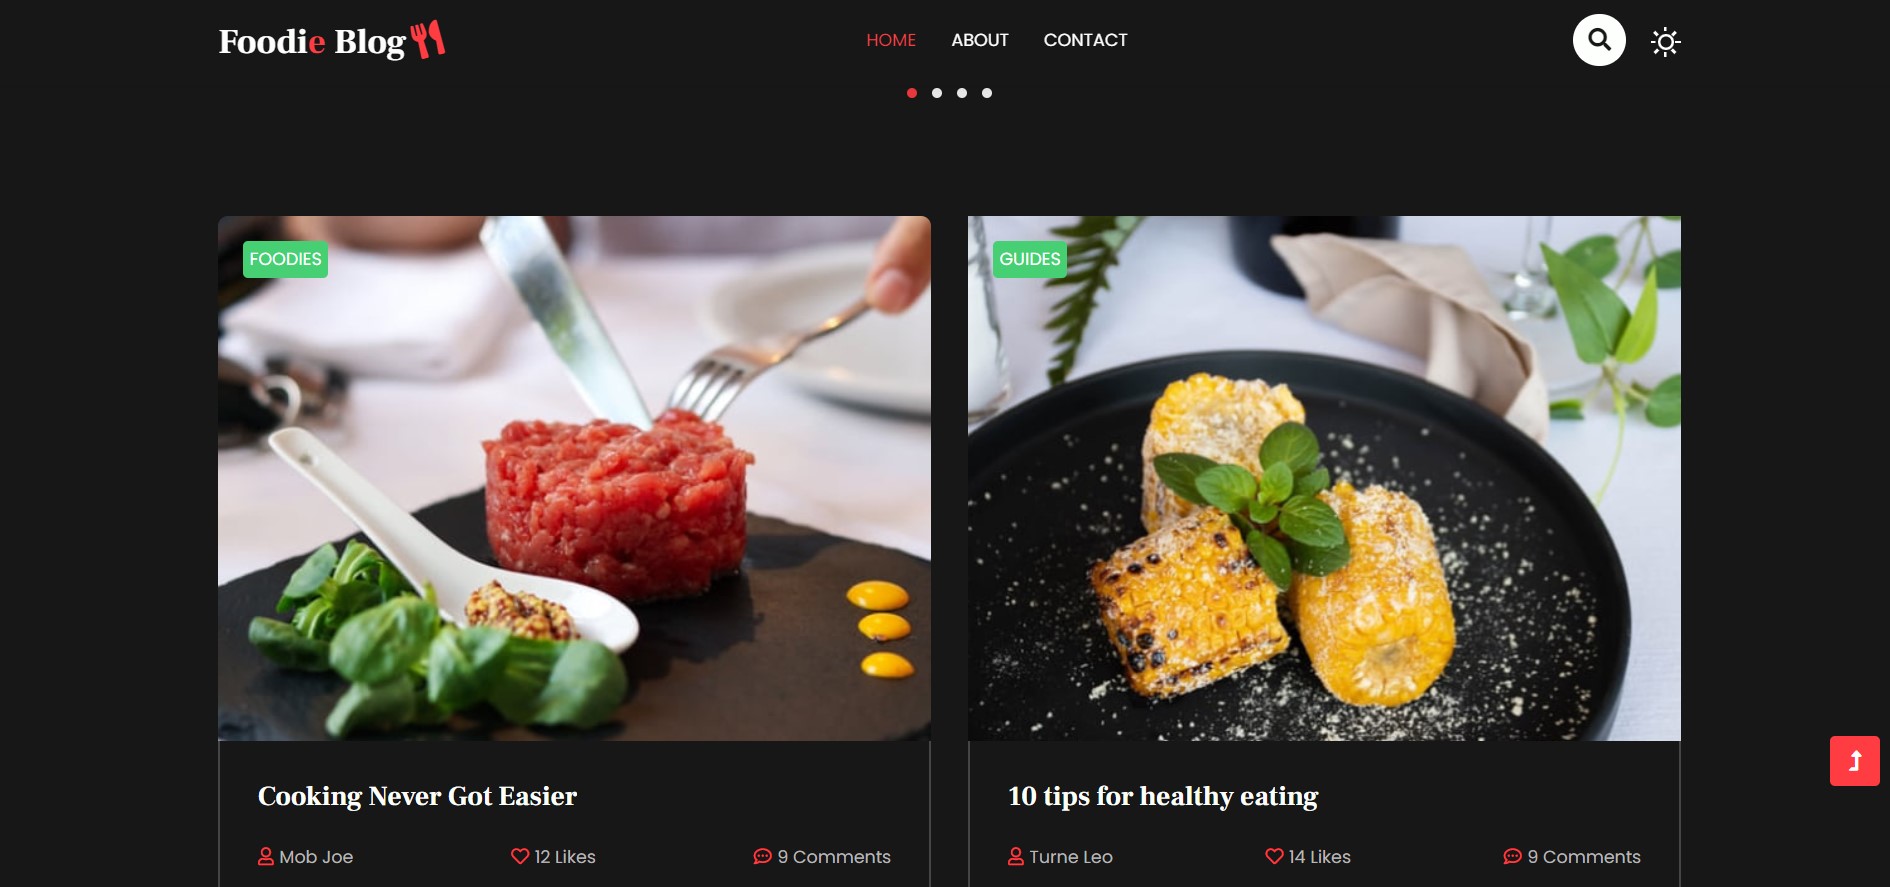 Foodie Blog
HOME ABOUT CONTACT
FOODIES
GUIDES
Cooking Never Got Easier
Mob Joe 12 Likes 9 Comments
10 tips for healthy eating
Turne Leo 14 Likes 9 Comments